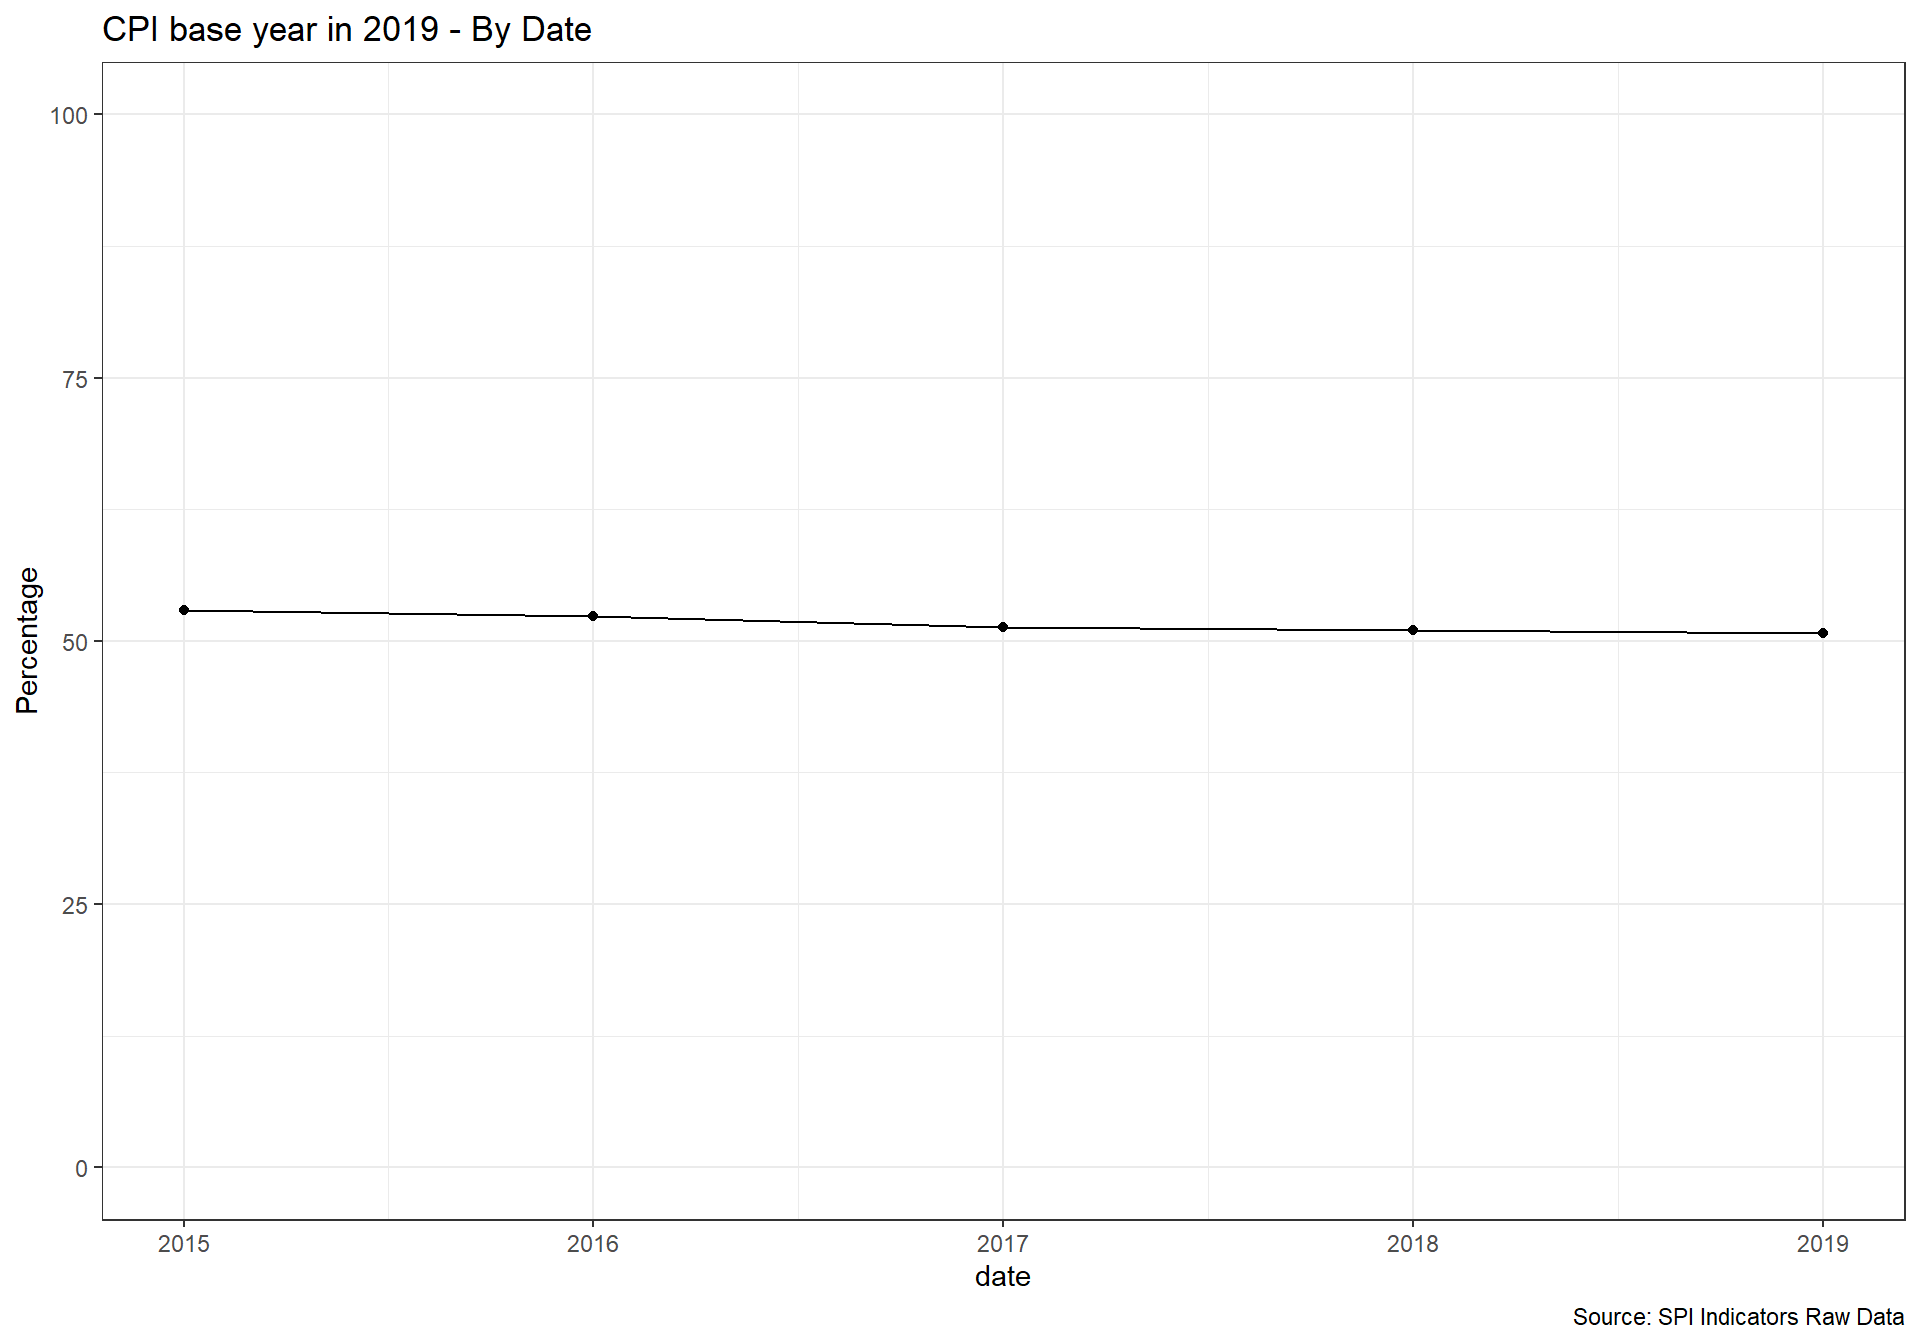 CPI base year in 2019 - By Date
100
75
50
25
0
Percentage
2015 2016 2017 2018 2019
date
Source: SPI Indicators Raw Data